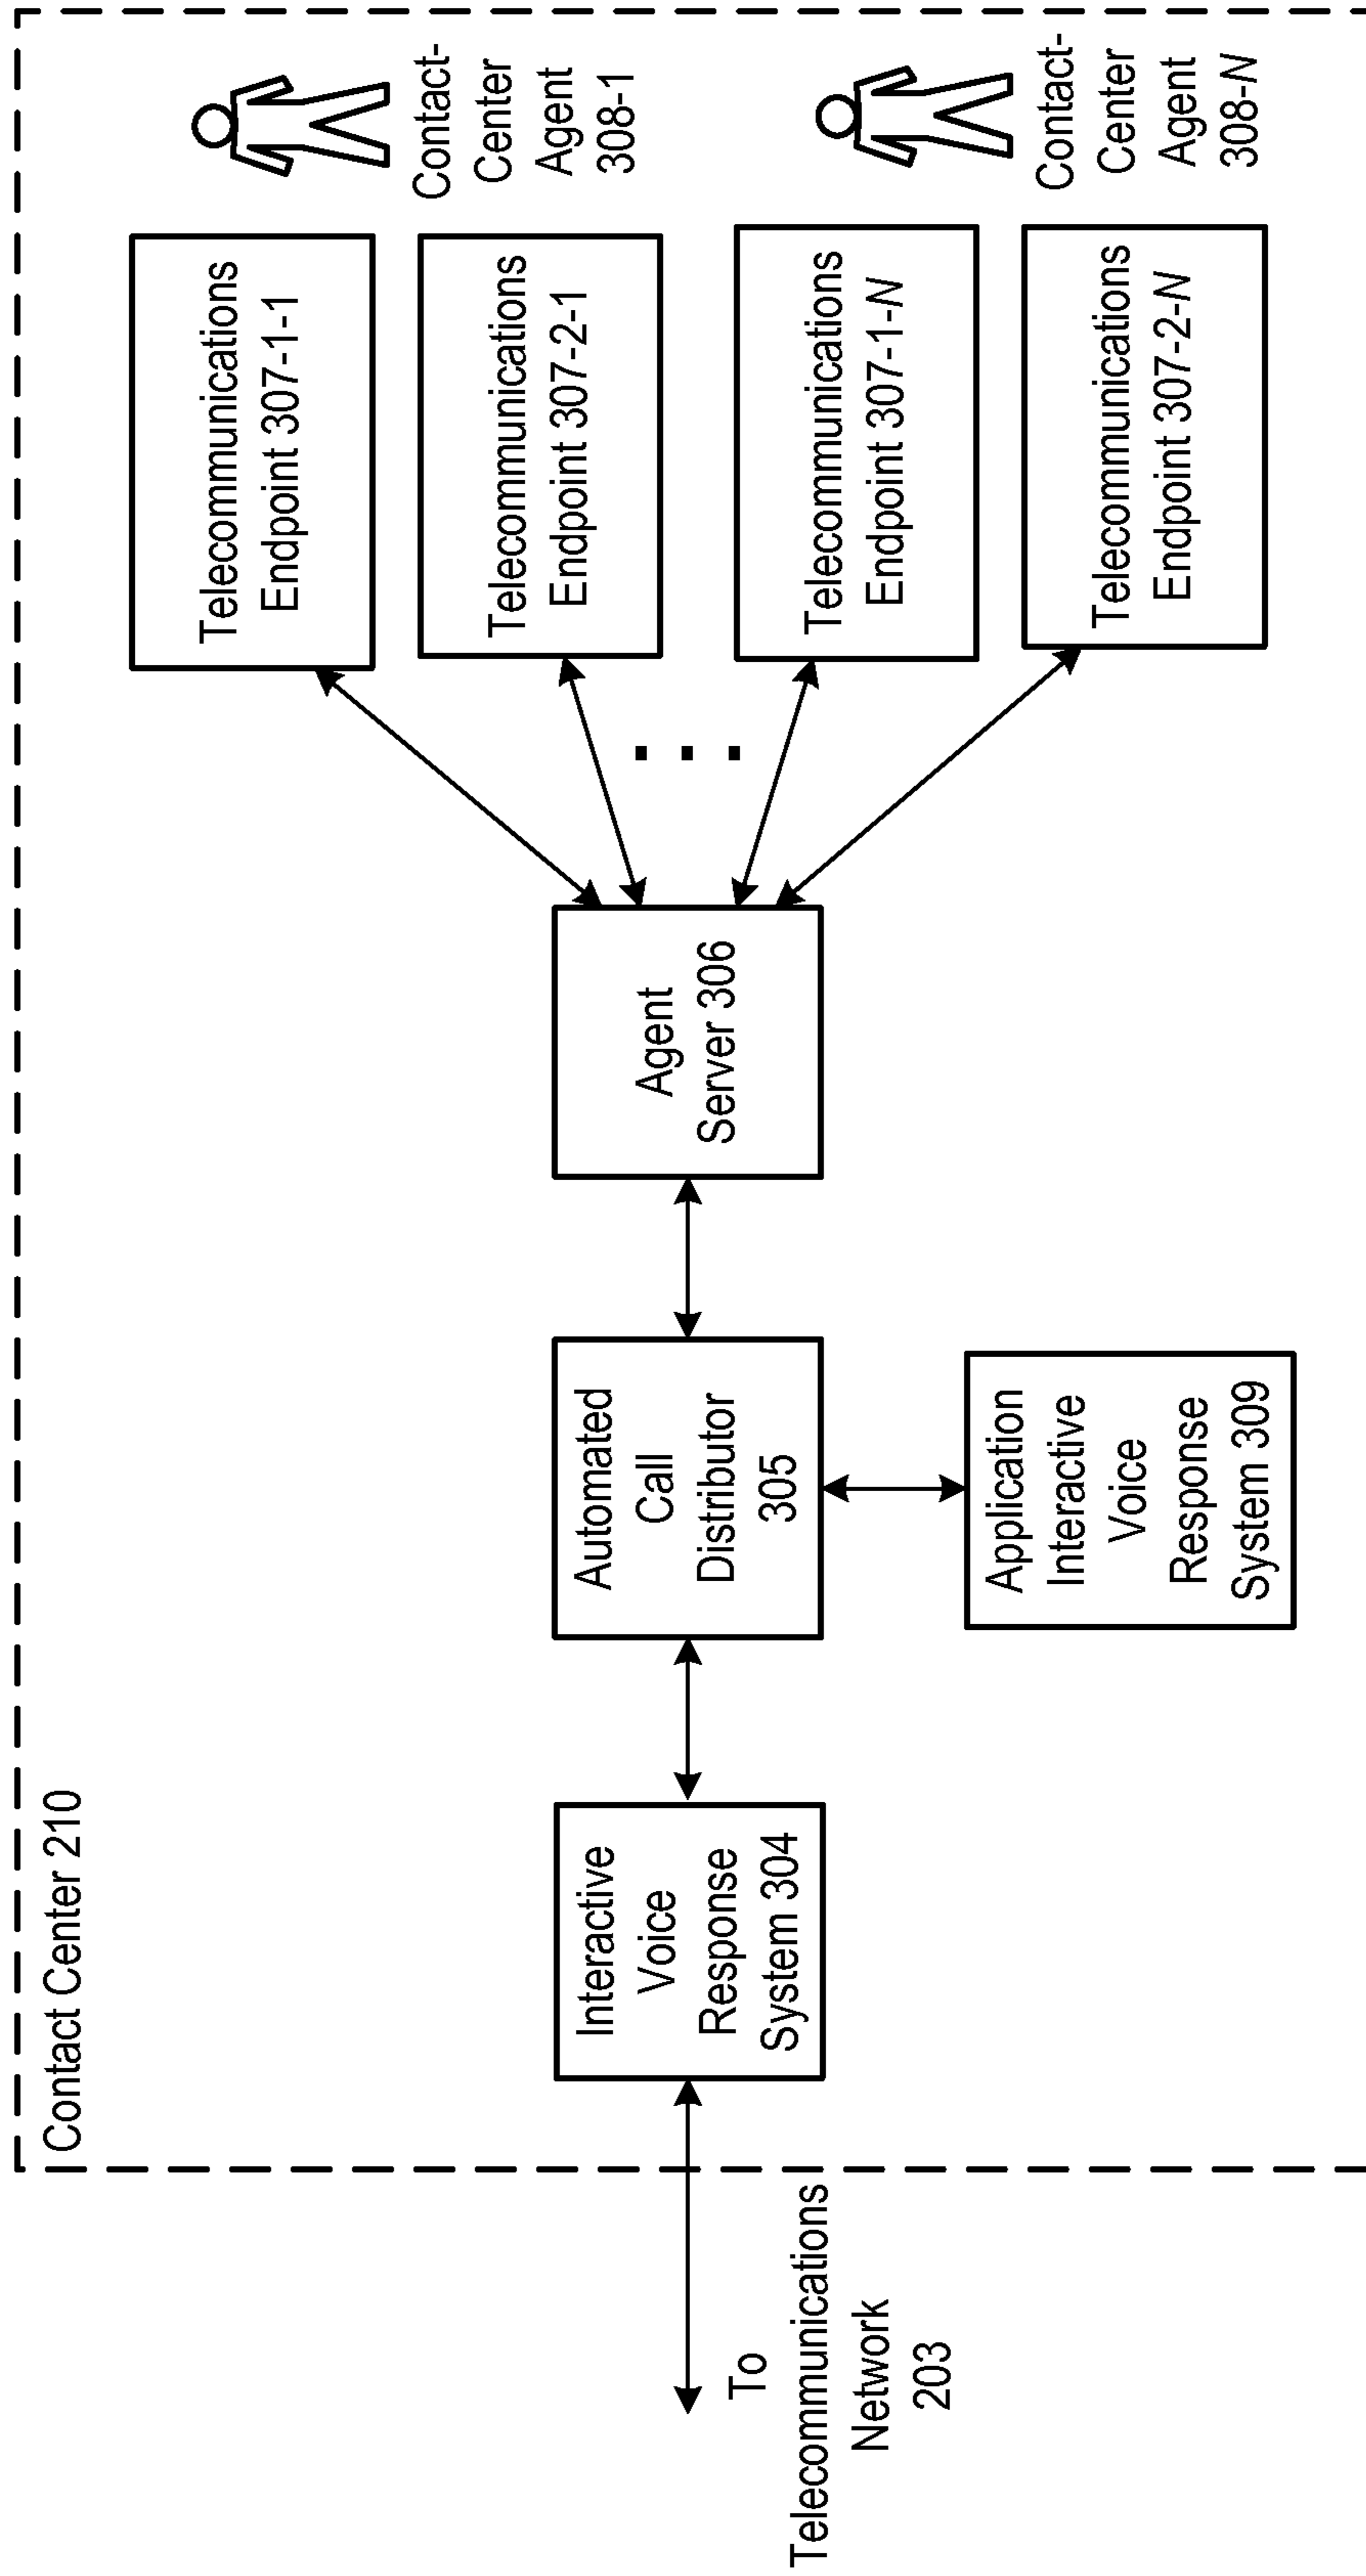 Contact Center 210
To
Telecommunications
Network
203
Interactive
Voice
Response
System 304
Automated
Call
Distributor
305
Application
Interactive
Voice
Response
System 309
Agent
Server 306
. . .
Telecommunications
Endpoint 307-1-1
Telecommunications
Endpoint 307-2-1
Telecommunications
Endpoint 307-1-N
Telecommunications
Endpoint 307-2-N
Contact-
Center
Agent
308-1
Contact-
Center
Agent
308-N